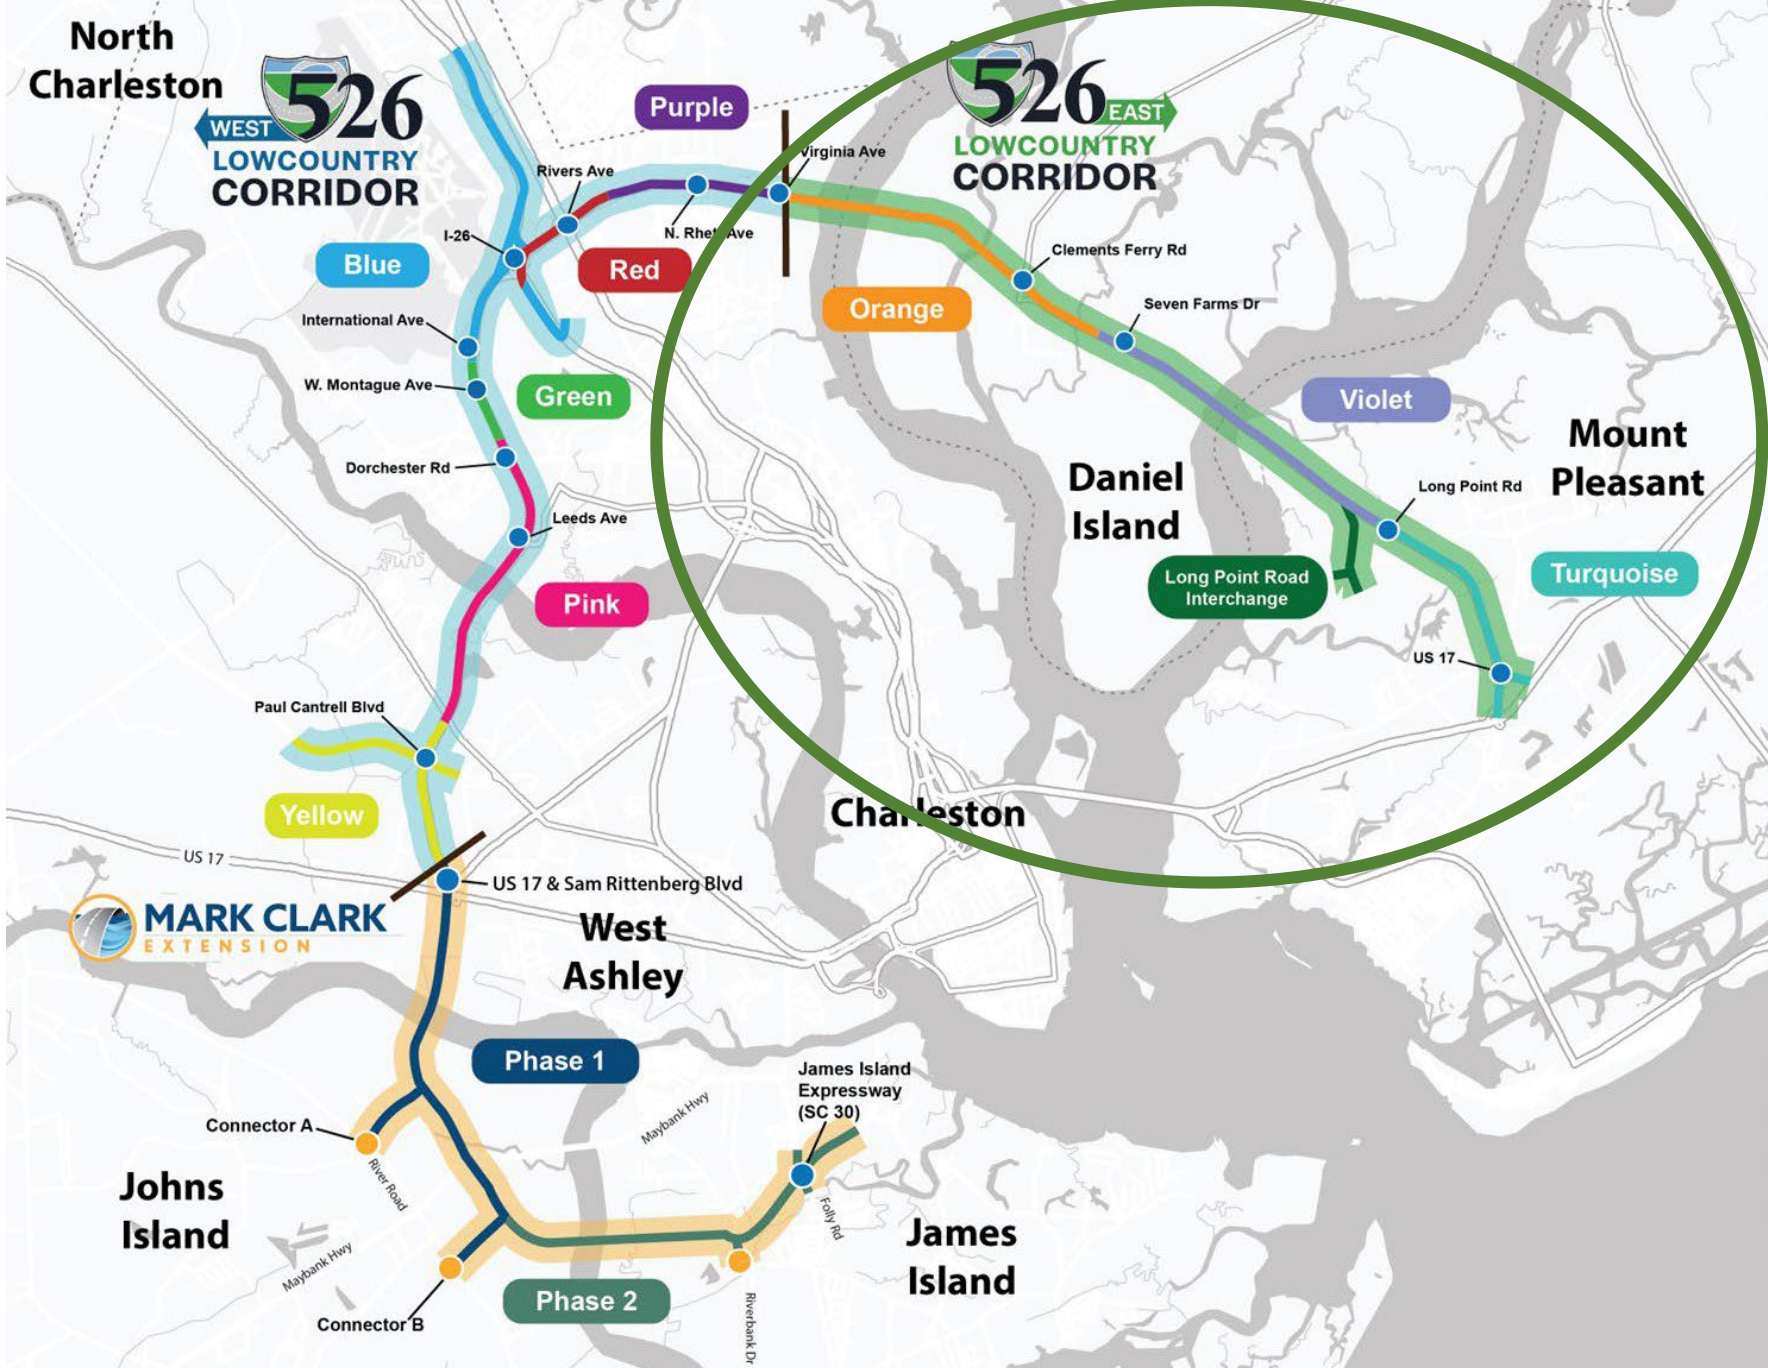 North
Charleston
526
WEST
LOWCOUNTRY
CORRIDOR
Purple
526
EAST
LOWCOUNTRY
CORRIDOR
Virginia Ave
Rivers Ave
N. Rhett Ave
I-26
Blue
Red
Clements Ferry Rd
Orange
Seven Farms Dr
International Ave
W. Montague Ave
Green
Violet
Mount
Pleasant
Dorchester Rd
Daniel
Island
Long Point Rd
Leeds Ave
Long Point Road
Interchange
Turquoise
Pink
US 17
Paul Cantrell Blvd
Yellow
Charleston
US 17
US 17 & Sam Rittenberg Blvd
MARK CLARK
EXTENSION
West
Ashley
Phase 1
James Island
Expressway
(SC 30)
Maybank Hwy
Connector A
River Road
Johns
Island
Folly Rd
James
Island
Maybank Hwy
Phase 2
Connector B
Riverbank Dr